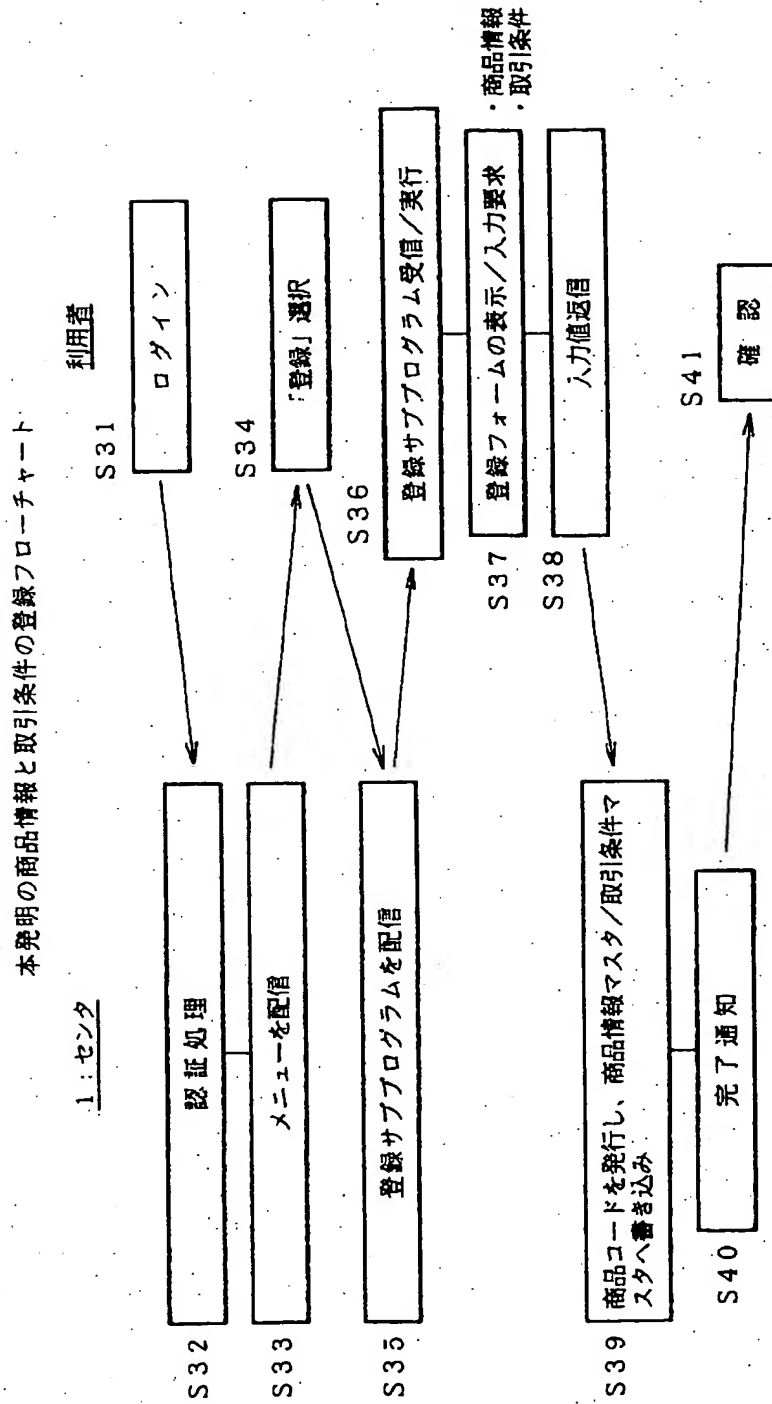 本発明の商品情報と取引条件の登録フローチャート
1:センタ
利用者
S31
ログイン
S32
認証処理
S33
メニューを配信
S34
「登録」選択
S35
登録サブプログラムを配信
S36
登録サブプログラム受信/実行
S37
登録フォームの表示/入力要求
・商品情報
・取引条件
S38
入力値返信
S39
商品コードを発行し、商品情報マスタ/取引条件マ
スタへ書き込み
S40
完了通知
S41
確認